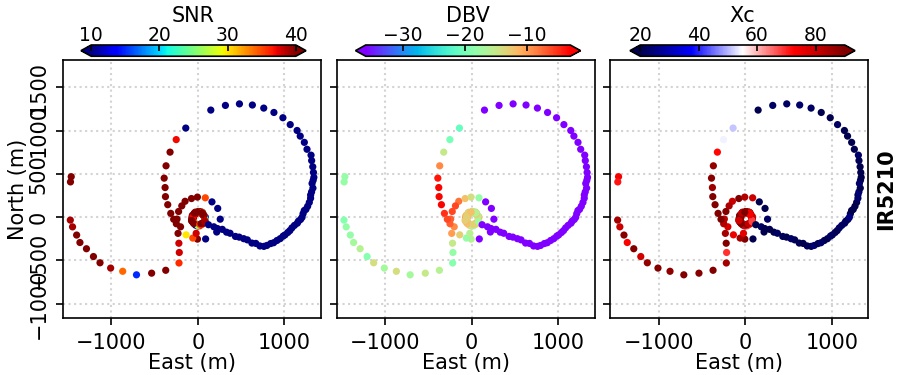 SNR DBV Xc
10 20 30 40 −30 −20 −10 20 40 60 80
North (m)
1500
1000
500
0
−500
−1000
−1000 0 1000 −1000 0 1000 −1000 0 1000
East (m) East (m) East (m)
IR5210